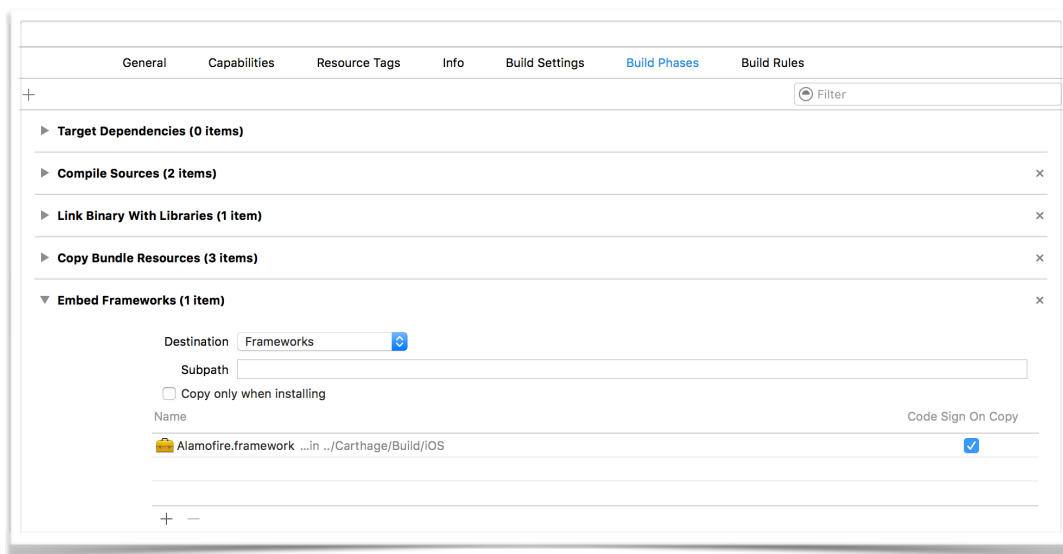 General Capabilities Resource Tags Info Build Settings Build Phases Build Rules
Filter
Target Dependencies (0 items)
Compile Sources (2 items)
Link Binary With Libraries (1 item)
Copy Bundle Resources (3 items)
Embed Frameworks (1 item)
Destination Frameworks
Subpath
Copy only when installing
Name Code Sign On Copy
Alamofire.framework ...in ../Carthage/Build/iOS